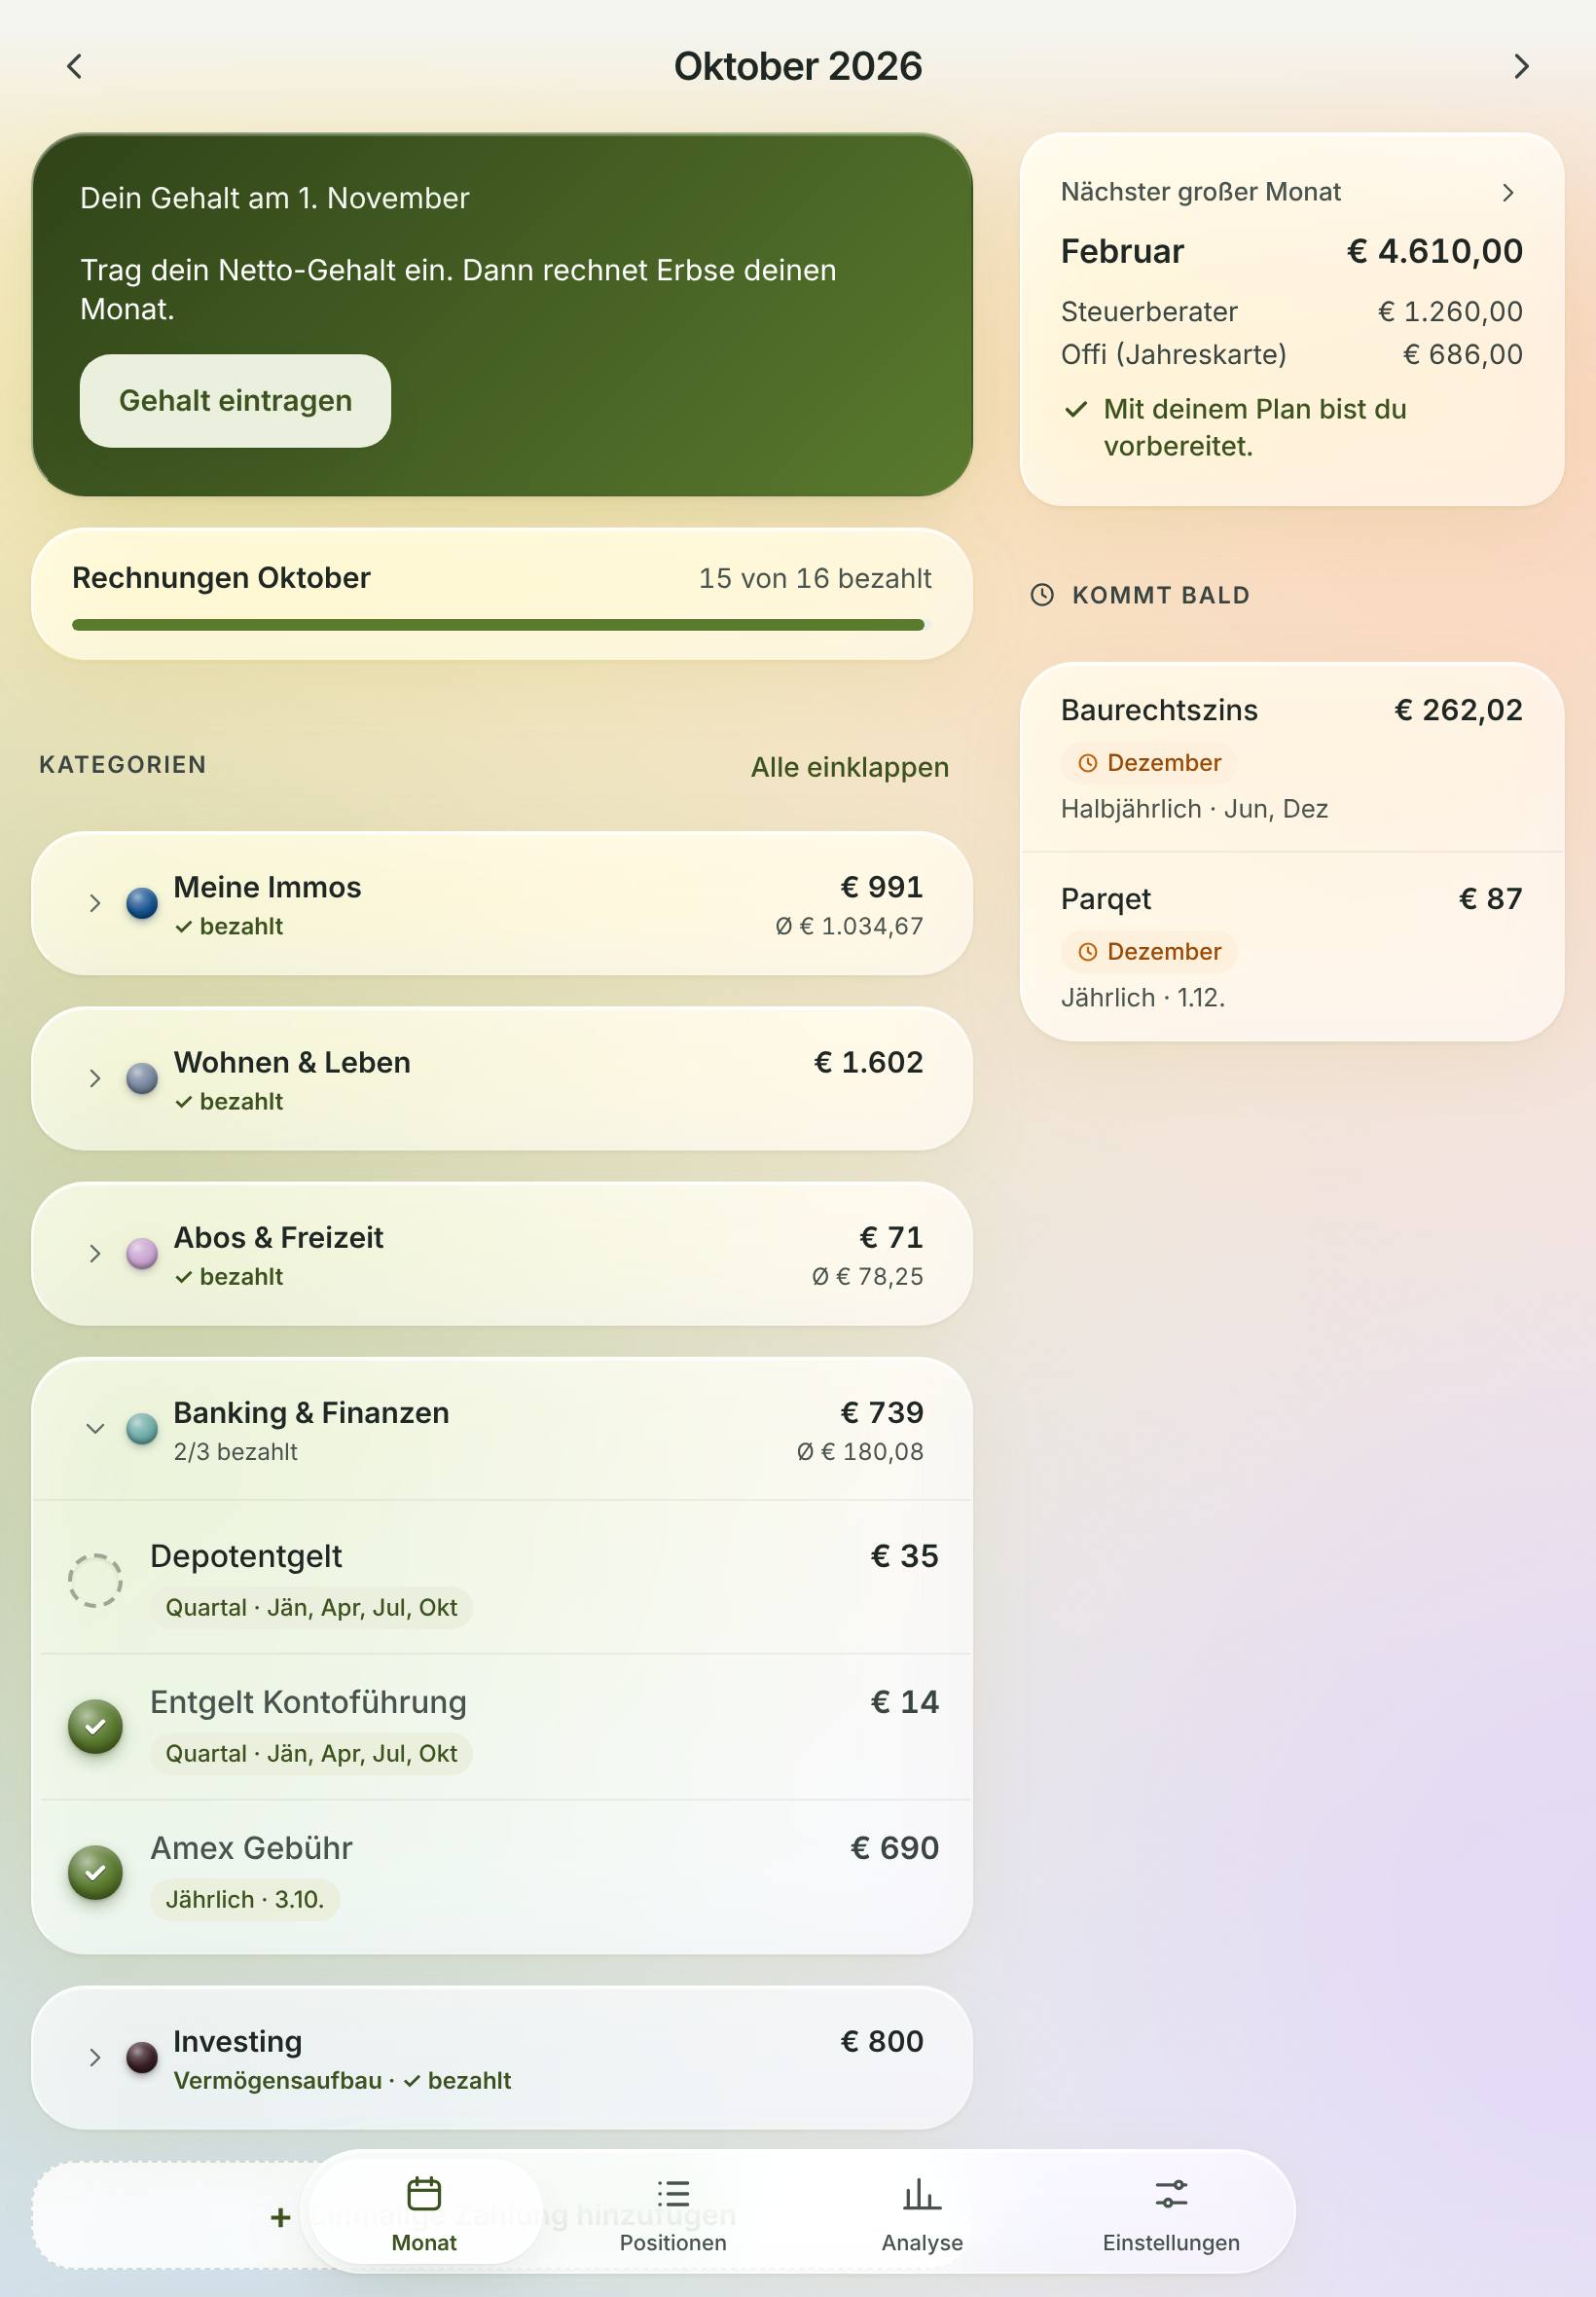 Oktober 2026
Dein Gehalt am 1. November
Trag dein Netto-Gehalt ein. Dann rechnet Erbse deinen
Monat.
Gehalt eintragen
Rechnungen Oktober 15 von 16 bezahlt
KATEGORIEN Alle einklappen
Meine Immos € 991
✓ bezahlt Ø € 1.034,67
Wohnen & Leben € 1.602
✓ bezahlt
Abos & Freizeit € 71
✓ bezahlt Ø € 78,25
Banking & Finanzen € 739
2/3 bezahlt Ø € 180,08
Depotentgelt € 35
Quartal · Jän, Apr, Jul, Okt
Entgelt Kontoführung € 14
Quartal · Jän, Apr, Jul, Okt
Amex Gebühr € 690
Jährlich · 3.10.
Investing € 800
Vermögensaufbau · ✓ bezahlt
Nächster großer Monat
Februar € 4.610,00
Steuerberater € 1.260,00
Offi (Jahreskarte) € 686,00
✓ Mit deinem Plan bist du
vorbereitet.
KOMMT BALD
Baurechtszins € 262,02
Dezember
Halbjährlich · Jun, Dez
Parqet € 87
Dezember
Jährlich · 1.12.
+ Einmalige Zahlung hinzufügen
Monat Positionen Analyse Einstellungen